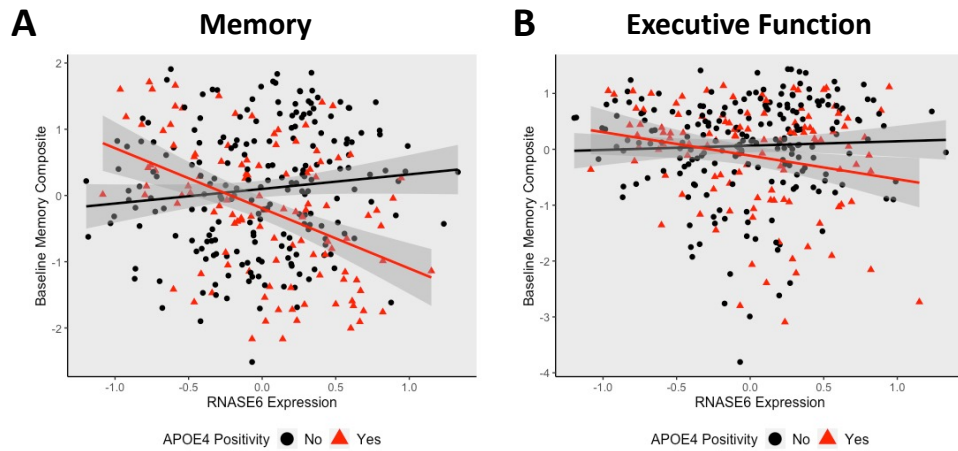 A
Memory
Baseline Memory Composite
2
1
0
-1
-2
-1.0
-0.5
0.0
0.5
1.0
RNASE6 Expression
APOE4 Positivity No Yes
B
Executive Function
Baseline Memory Composite
1
0
-1
-2
-3
-4
-1.0
-0.5
0.0
0.5
1.0
RNASE6 Expression
APOE4 Positivity No Yes